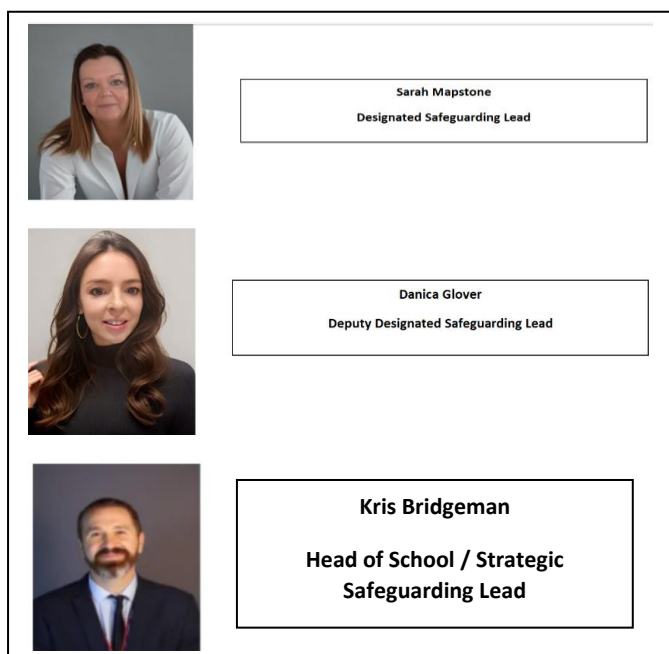 Sarah Mapstone
Designated Safeguarding Lead
Danica Glover
Deputy Designated Safeguarding Lead
Kris Bridgeman
Head of School / Strategic
Safeguarding Lead